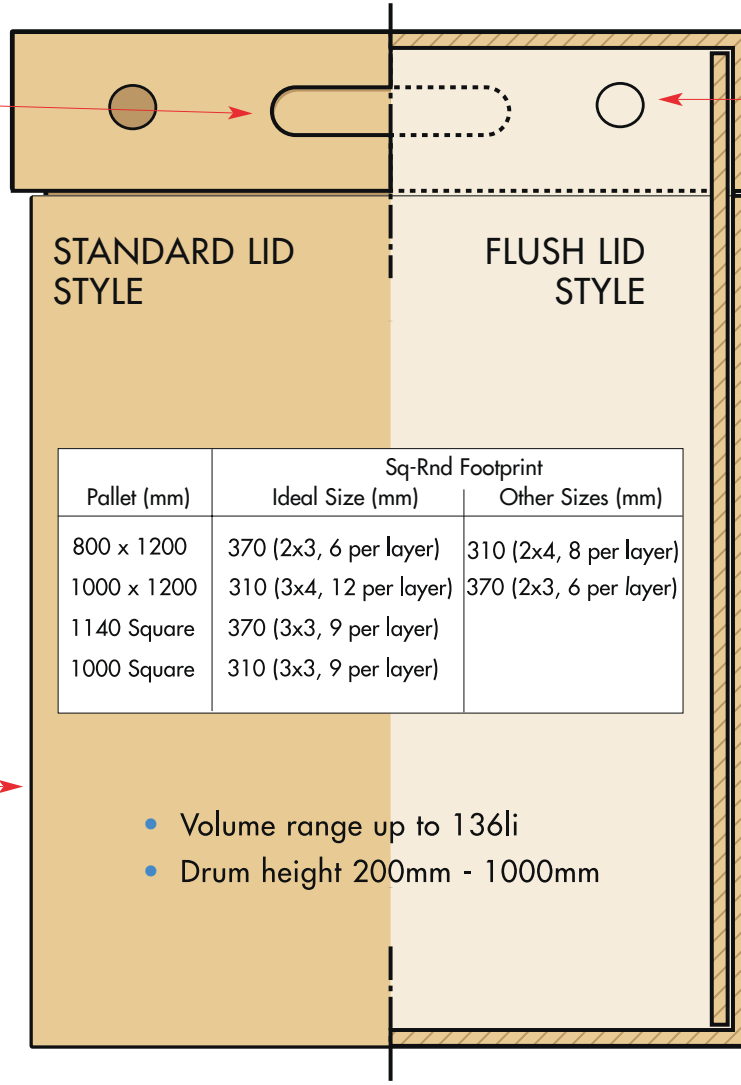 STANDARD LID
STYLE
FLUSH LID
STYLE
Sq-Rnd Footprint
Pallet (mm) Ideal Size (mm) Other Sizes (mm)
800 x 1200 370 (2x3, 6 per layer) 310 (2x4, 8 per layer)
1000 x 1200 310 (3x4, 12 per layer) 370 (2x3, 6 per layer)
1140 Square 370 (3x3, 9 per layer)
1000 Square 310 (3x3, 9 per layer)
• Volume range up to 136li
• Drum height 200mm - 1000mm